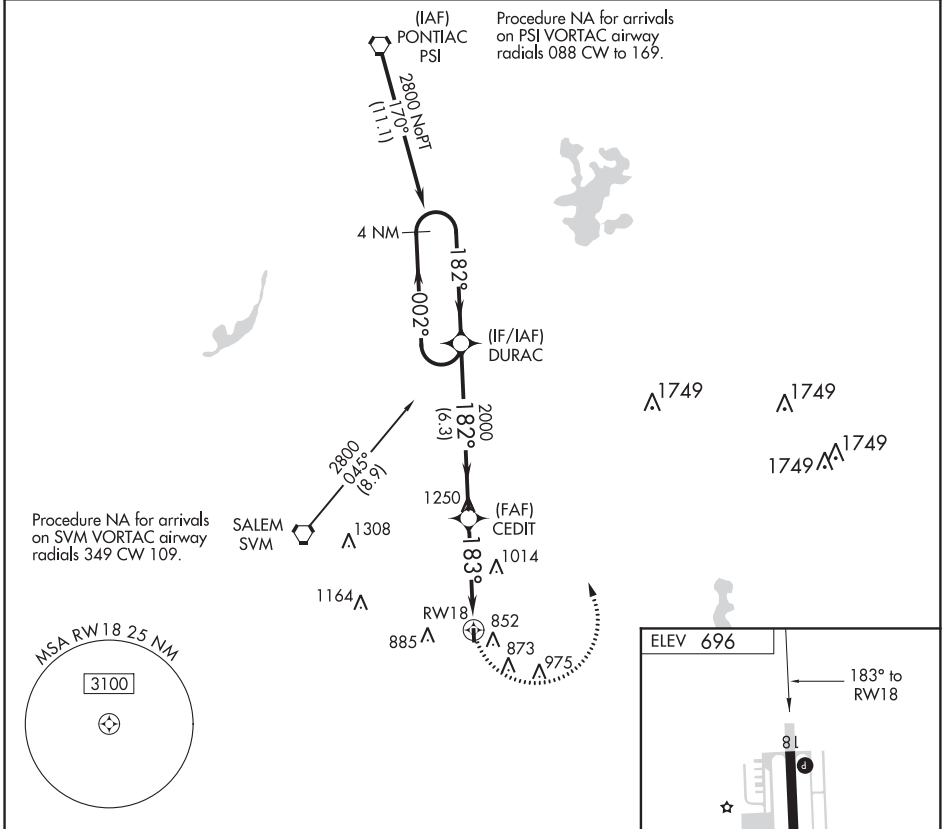 (IAF)
PONTIAC
PSI
Procedure NA for arrivals
on PSI VORTAC airway
radials 088 CW to 169.
2800 NoPT
170°
(11.1)
4 NM
182°
002°
(IF/IAF)
DURAC
1749
1749
1749
1749
2000
182°
(6.3)
2800
045°
(8.9)
1250
(FAF)
CEDIT
Procedure NA for arrivals
on SVM VORTAC airway
radials 349 CW 109.
SALEM
SVM
1308
183°
1014
1164
RW18
852
885
873
975
MSA RW18 25 NM
3100
ELEV 696
183° to
RW18
18
P